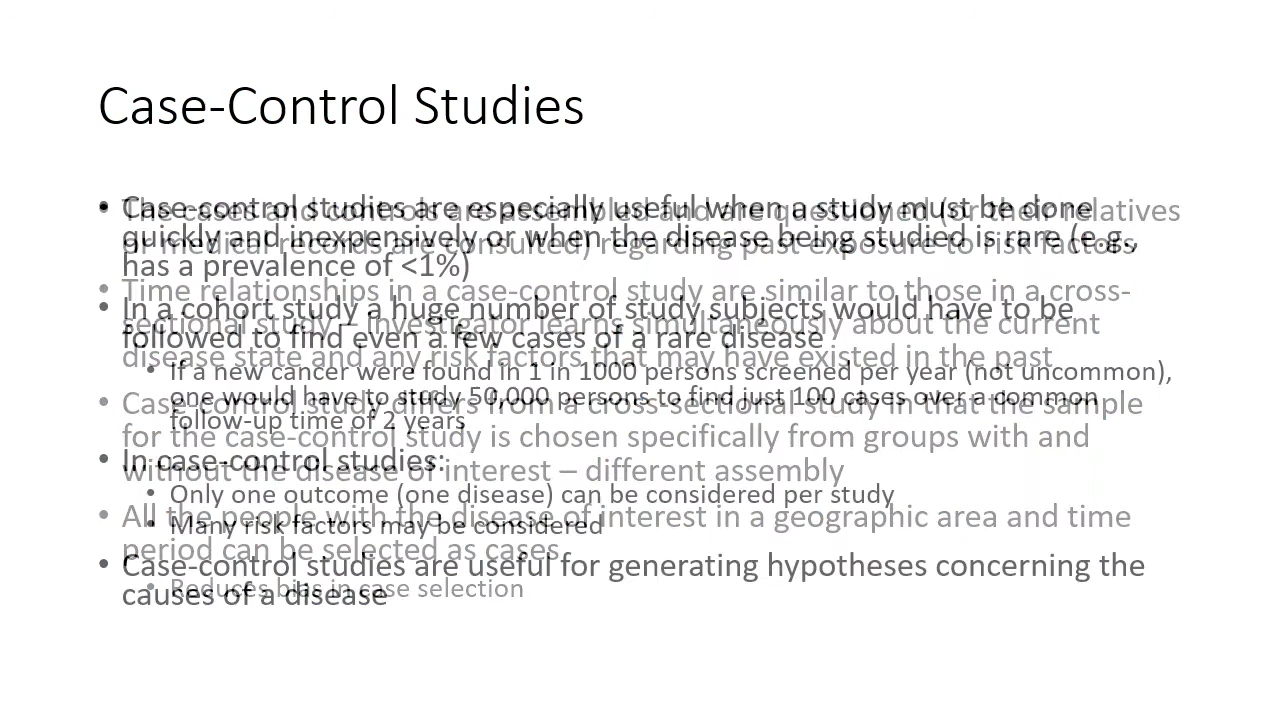 Case-Control Studies
• Case-control studies are especially useful when a study must be done
quickly and inexpensively or when the disease being studied is rare (e.g.,
has a prevalence of <1%)
• In a cohort study a huge number of study subjects would have to be
followed to find even a few cases of a rare disease
• If a new cancer were found in 1 in 1000 persons screened per year (not uncommon),
one would have to study 50,000 persons to find just 100 cases over a common
follow-up time of 2 years
• In case-control studies:
• Only one outcome (one disease) can be considered per study
• Many risk factors may be considered
• Case-control studies are useful for generating hypotheses concerning the
causes of a disease
• The cases and controls are assembled and are questioned (or their relatives
or medical records are consulted) regarding past exposure to risk factors
• Time relationships in a case-control study are similar to those in a cross-
sectional study – investigator learns simultaneously about the current
disease state and any risk factors that may have existed in the past
• Case-control study differs from a cross-sectional study in that the sample
for the case-control study is chosen specifically from groups with and
without the disease of interest – different assembly
• All the people with the disease of interest in a geographic area and time
period can be selected as cases
• Reduces bias in case selection